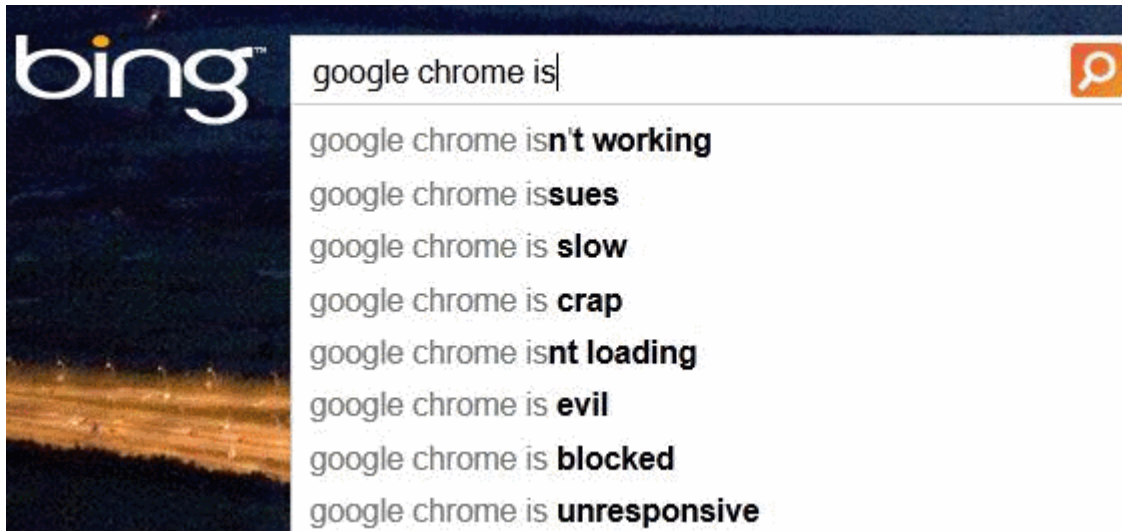 bing™
google chrome is
google chrome isn't working
google chrome issues
google chrome is slow
google chrome is crap
google chrome isnt loading
google chrome is evil
google chrome is blocked
google chrome is unresponsive